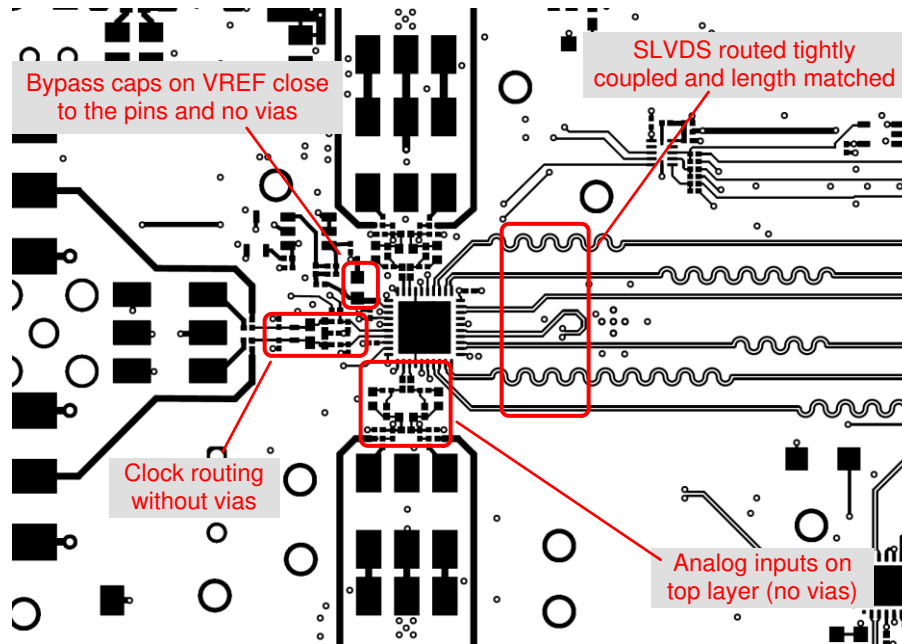 Bypass caps on VREF close
to the pins and no vias
SLVDS routed tightly
coupled and length matched
Clock routing
without vias
Analog inputs on
top layer (no vias)